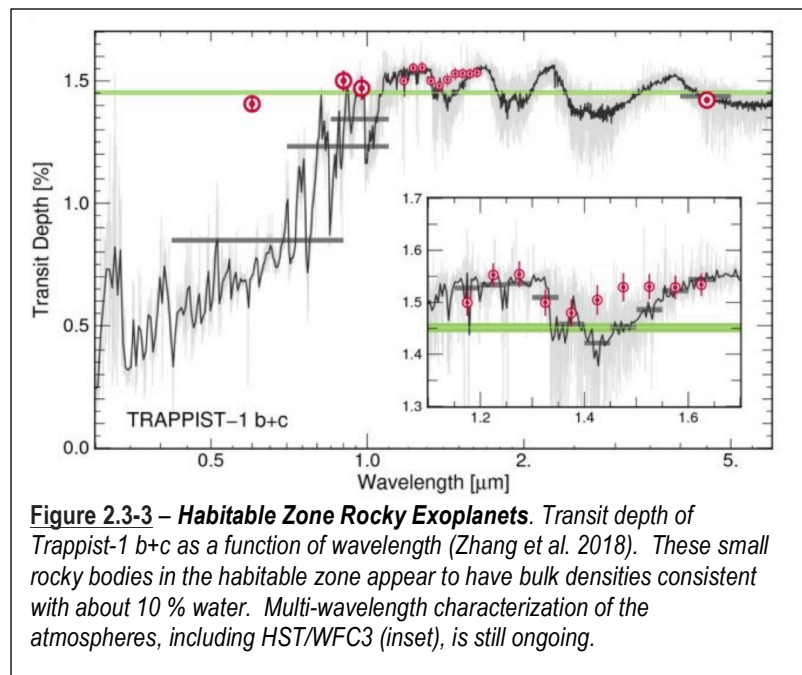 1.5
1.0
0.5
0.0
Transit Depth [%]
1.7
1.6
1.5
1.4
1.3
1.2 1.4 1.6
TRAPPIST−1 b+c
0.5 1.0 2. 5.
Wavelength [μm]
Figure 2.3-3 – Habitable Zone Rocky Exoplanets. Transit depth of
Trappist-1 b+c as a function of wavelength (Zhang et al. 2018). These small
rocky bodies in the habitable zone appear to have bulk densities consistent
with about 10 % water. Multi-wavelength characterization of the
atmospheres, including HST/WFC3 (inset), is still ongoing.